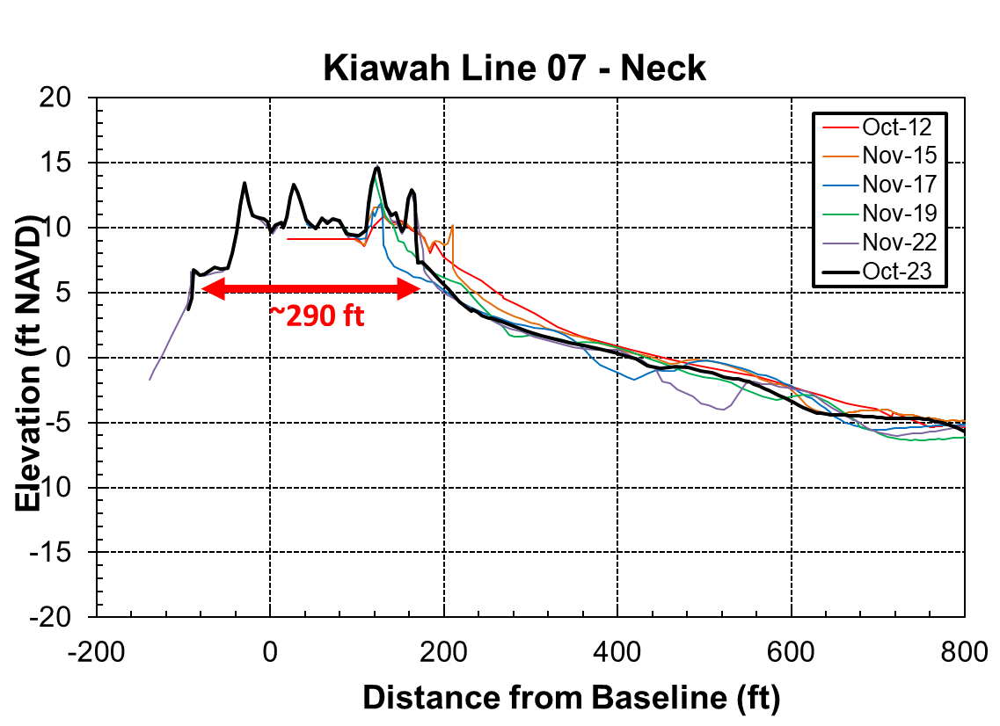 Kiawah Line 07 - Neck
20
15
10
5
0
-5
-10
-15
-20
Elevation (ft NAVD)
Oct-12
Nov-15
Nov-17
Nov-19
Nov-22
Oct-23
~290 ft
-200 0 200 400 600 800
Distance from Baseline (ft)